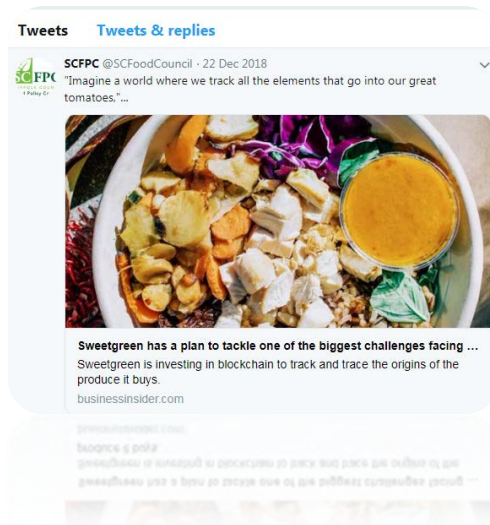 Tweets Tweets & replies
SCFPC @SCFoodCouncil · 22 Dec 2018
"Imagine a world where we track all the elements that go into our great
tomatoes,"...
SCFPC
Sweetgreen has a plan to tackle one of the biggest challenges facing ...
Sweetgreen is investing in blockchain to track and trace the origins of the
produce it buys.
businessinsider.com